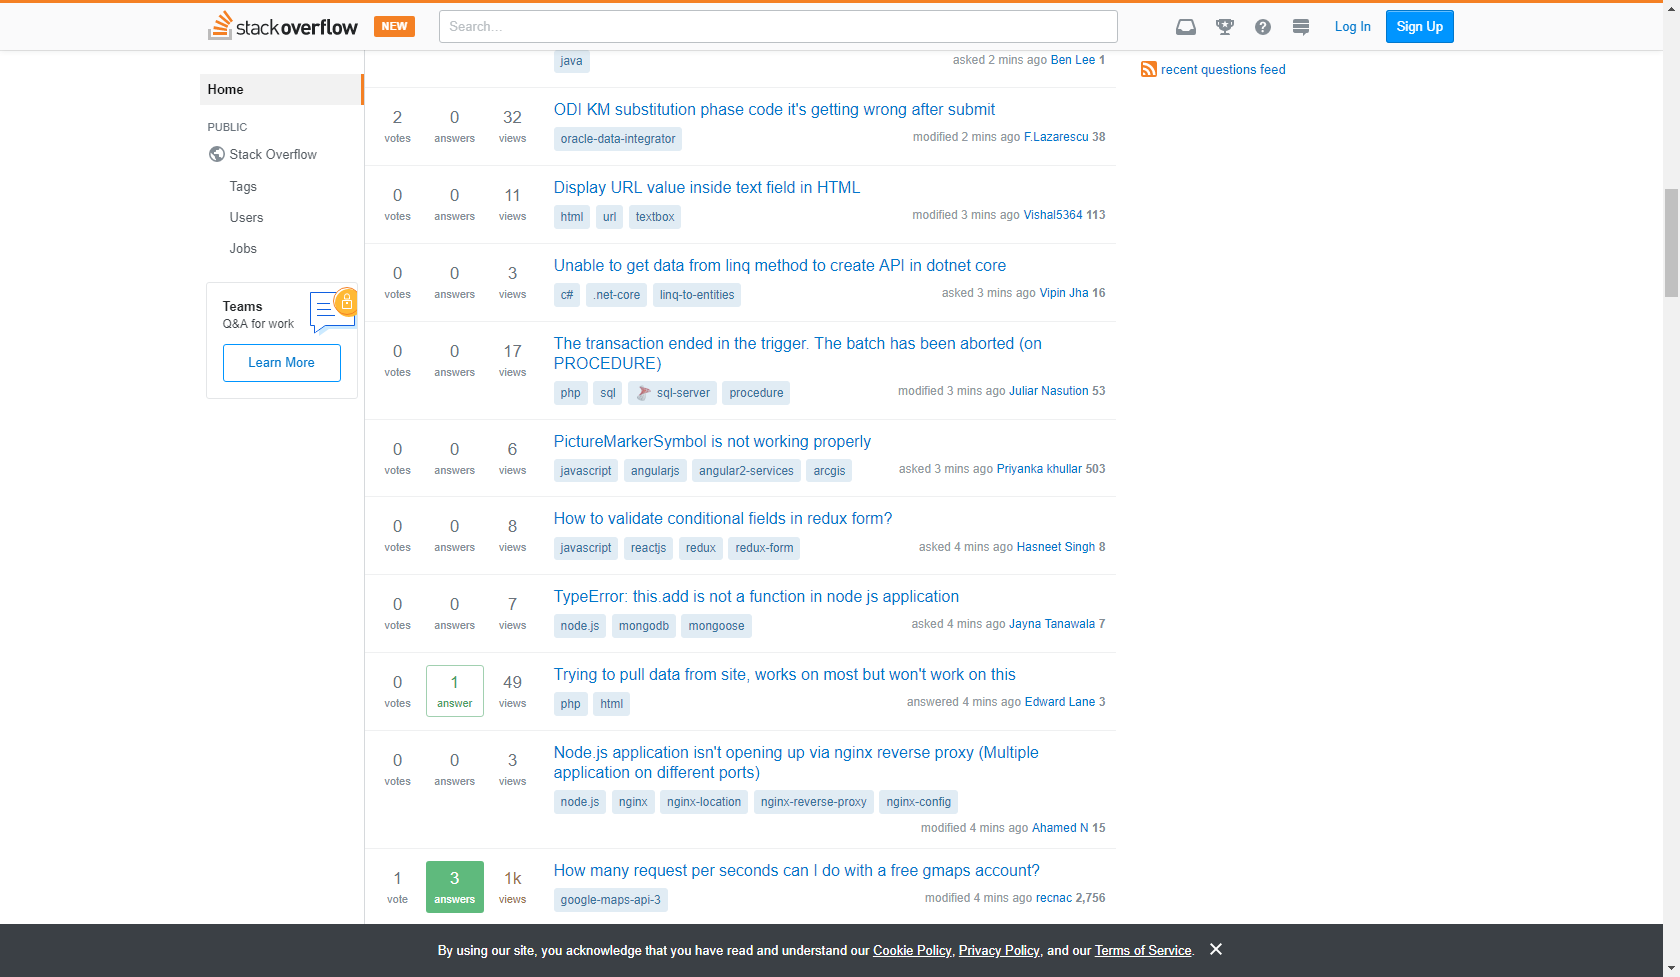 stackoverflow NEW Search... Log In Sign Up
Home
PUBLIC
Stack Overflow
Tags
Users
Jobs
Teams
Q&A for work
Learn More
java
asked 2 mins ago Ben Lee 1
2 votes 0 answers 32 views
ODI KM substitution phase code it's getting wrong after submit
oracle-data-integrator
modified 2 mins ago F.Lazarescu 38
0 votes 0 answers 11 views
Display URL value inside text field in HTML
html url textbox
modified 3 mins ago Vishal5364 113
0 votes 0 answers 3 views
Unable to get data from linq method to create API in dotnet core
c# .net-core linq-to-entities
asked 3 mins ago Vipin Jha 16
0 votes 0 answers 17 views
The transaction ended in the trigger. The batch has been aborted (on
PROCEDURE)
php sql sql-server procedure
modified 3 mins ago Juliar Nasution 53
0 votes 0 answers 6 views
PictureMarkerSymbol is not working properly
javascript angularjs angular2-services arcgis
asked 3 mins ago Priyanka khullar 503
0 votes 0 answers 8 views
How to validate conditional fields in redux form?
javascript reactjs redux redux-form
asked 4 mins ago Hasneet Singh 8
0 votes 0 answers 7 views
TypeError: this.add is not a function in node js application
node.js mongodb mongoose
asked 4 mins ago Jayna Tanawala 7
0 votes 1 answer 49 views
Trying to pull data from site, works on most but won't work on this
php html
answered 4 mins ago Edward Lane 3
0 votes 0 answers 3 views
Node.js application isn't opening up via nginx reverse proxy (Multiple
application on different ports)
node.js nginx nginx-location nginx-reverse-proxy nginx-config
modified 4 mins ago Ahamed N 15
1 vote 3 answers 1k views
How many request per seconds can I do with a free gmaps account?
google-maps-api-3
modified 4 mins ago recnac 2,756
recent questions feed
By using our site, you acknowledge that you have read and understand our Cookie Policy, Privacy Policy, and our Terms of Service.